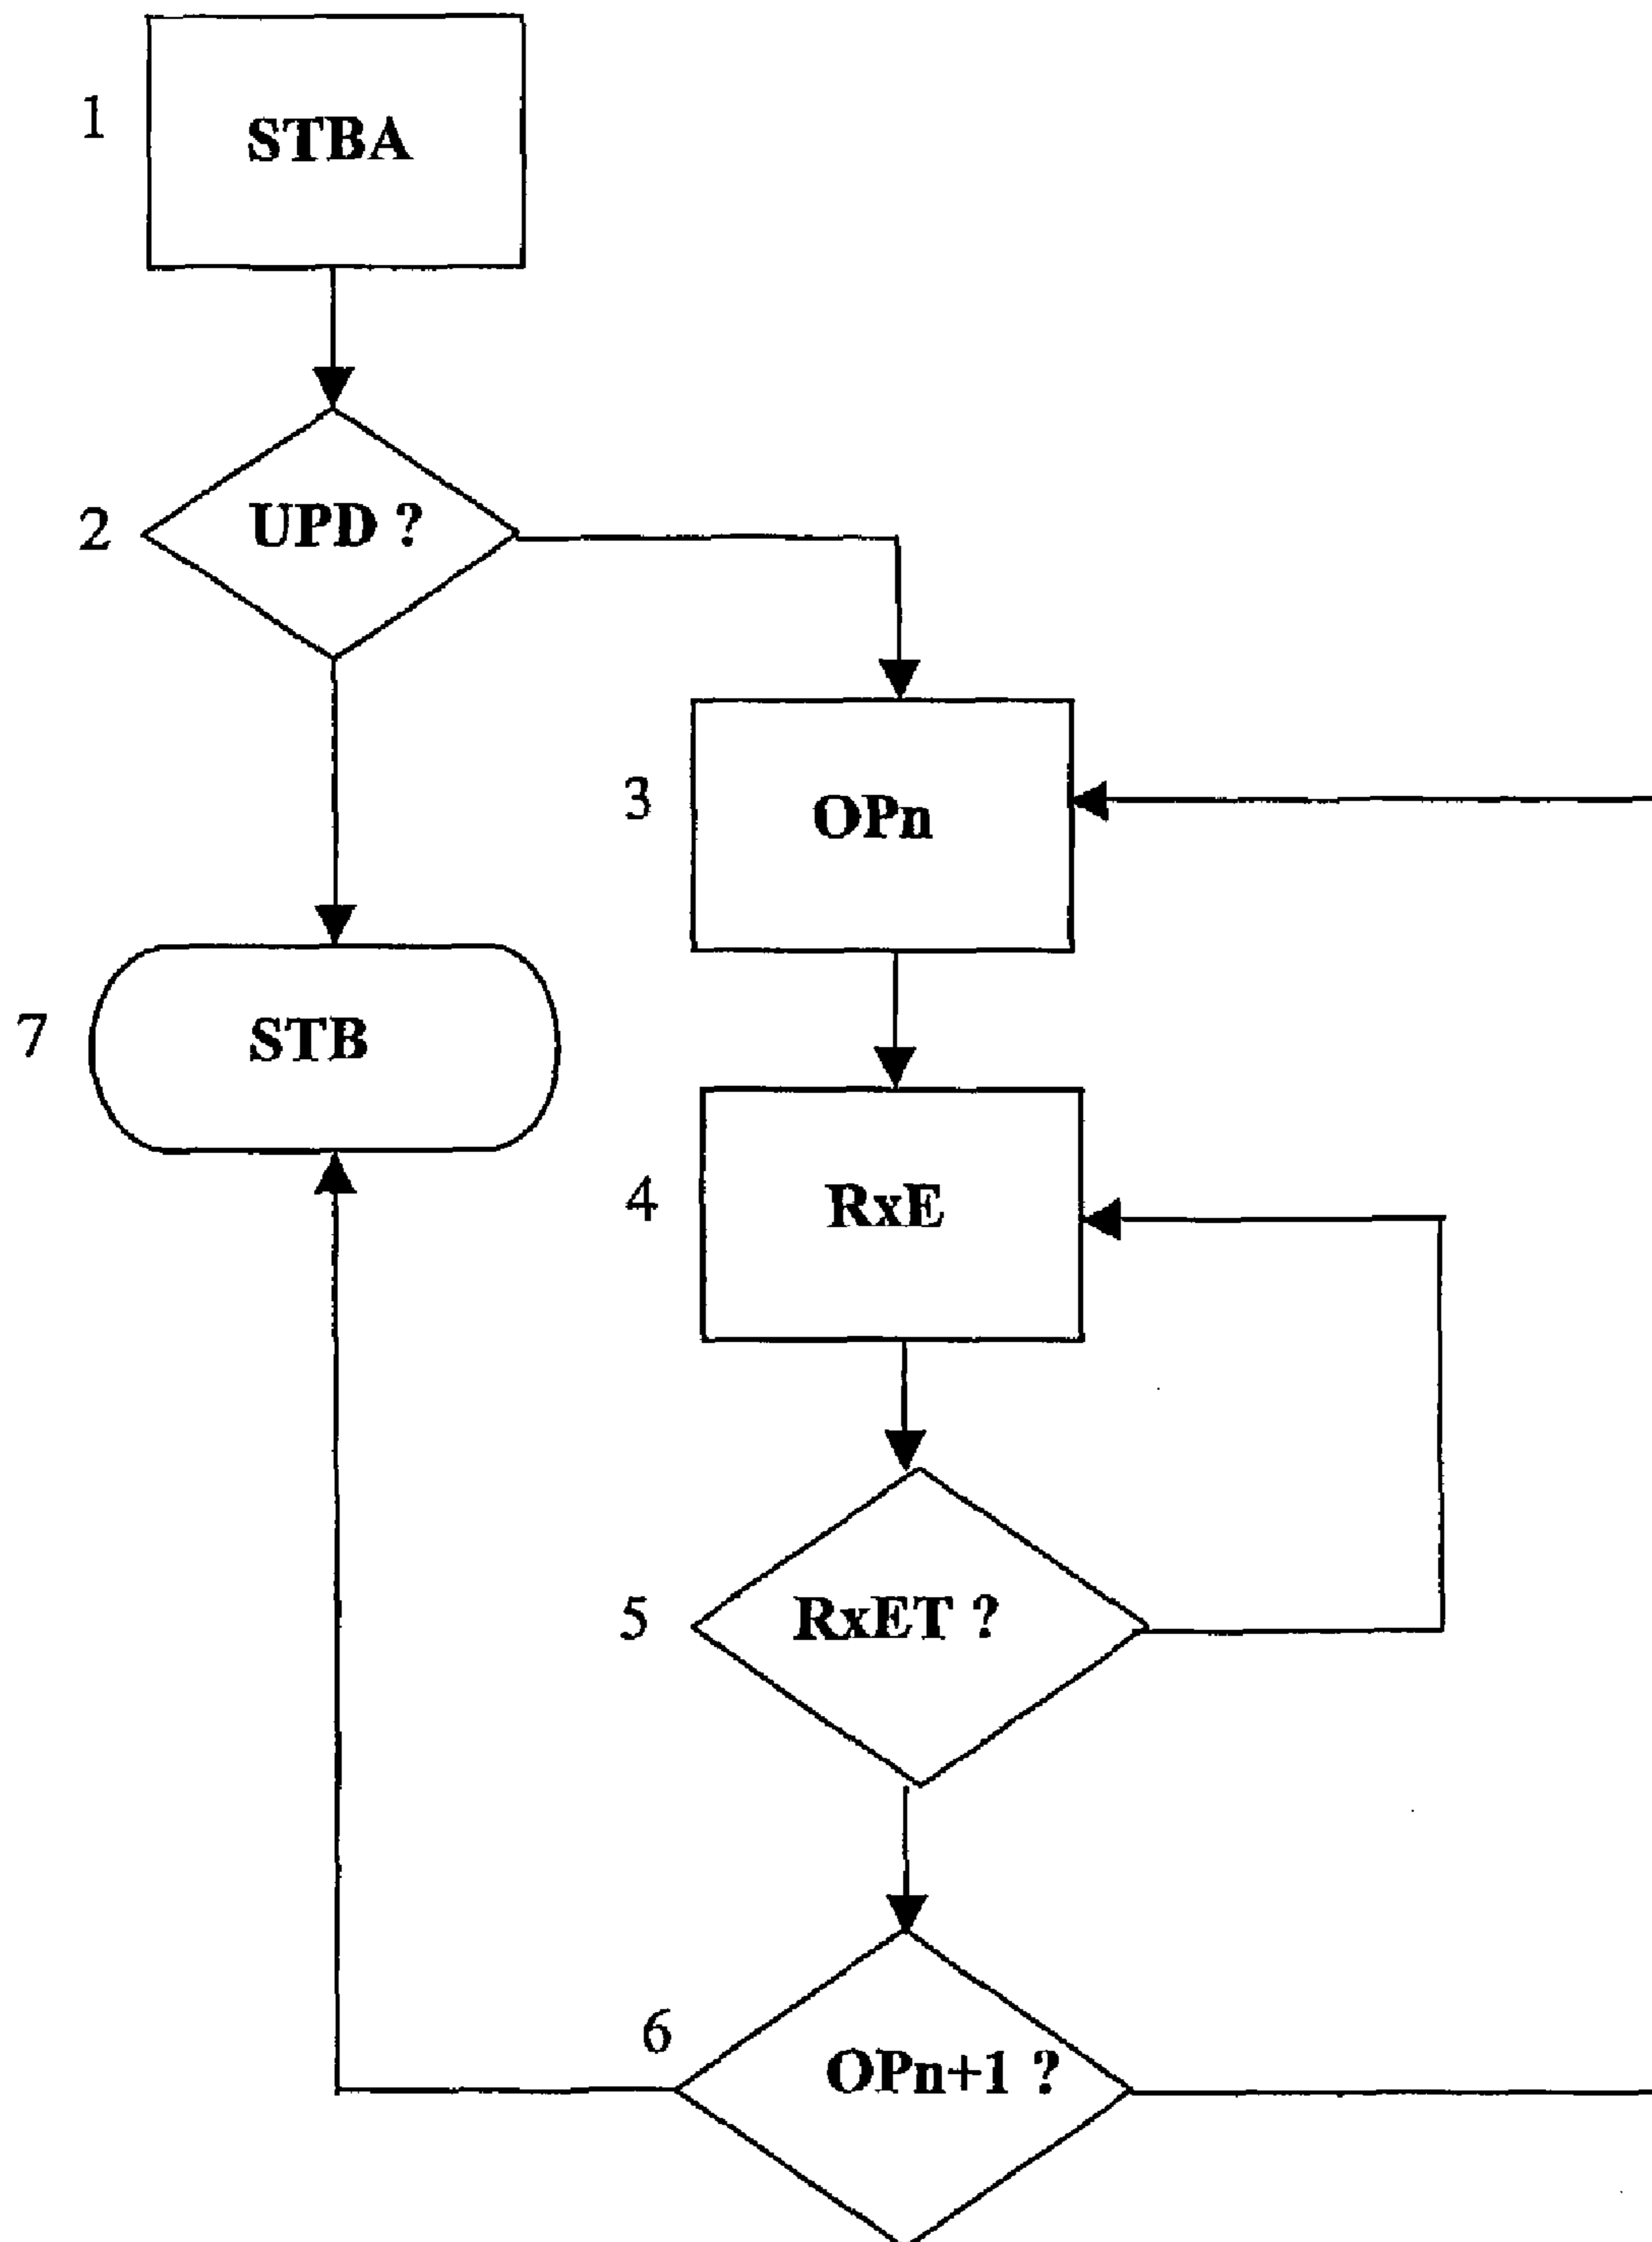 1
STBA
2
UPD ?
3
OPn
7
STB
4
RxE
5
RxET ?
6
OPn+1 ?